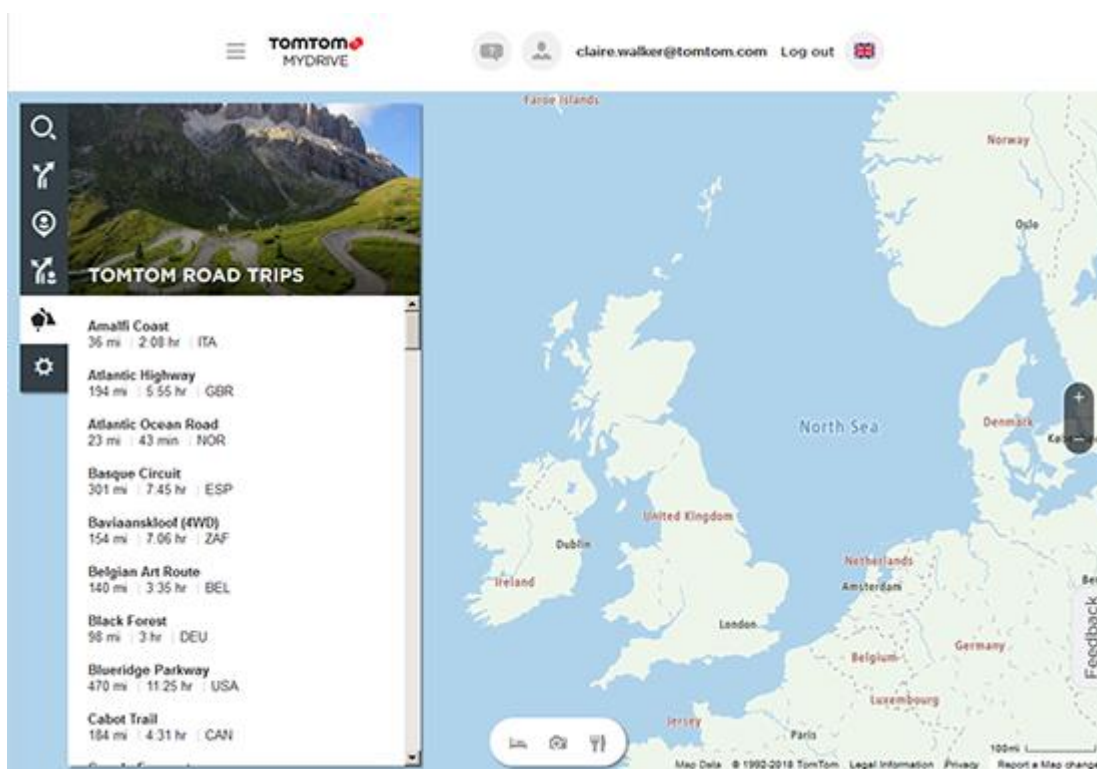 TOMTOM
MYDRIVE
claire.walker@tomtom.com Log out
TOMTOM ROAD TRIPS
Amalfi Coast
36 mi 2:08 hr ITA
Atlantic Highway
194 mi 5:55 hr GBR
Atlantic Ocean Road
23 mi 43 min NOR
Basque Circuit
301 mi 7:45 hr ESP
Baviaanskloof (4WD)
154 mi 7:06 hr ZAF
Belgian Art Route
140 mi 3:35 hr BEL
Black Forest
98 mi 3 hr DEU
Blueridge Parkway
470 mi 11:25 hr USA
Cabot Trail
184 mi 4:31 hr CAN
Faroe Islands
Norway
Oslo
North Sea
Denmark
United Kingdom
Dublin
Ireland
Netherlands
Amsterdam
London
Belgium
Germany
Luxembourg
Jersey
Paris
Feedback
100mi
Map Data © 1992-2018 TomTom Legal Information Privacy Report a Map change